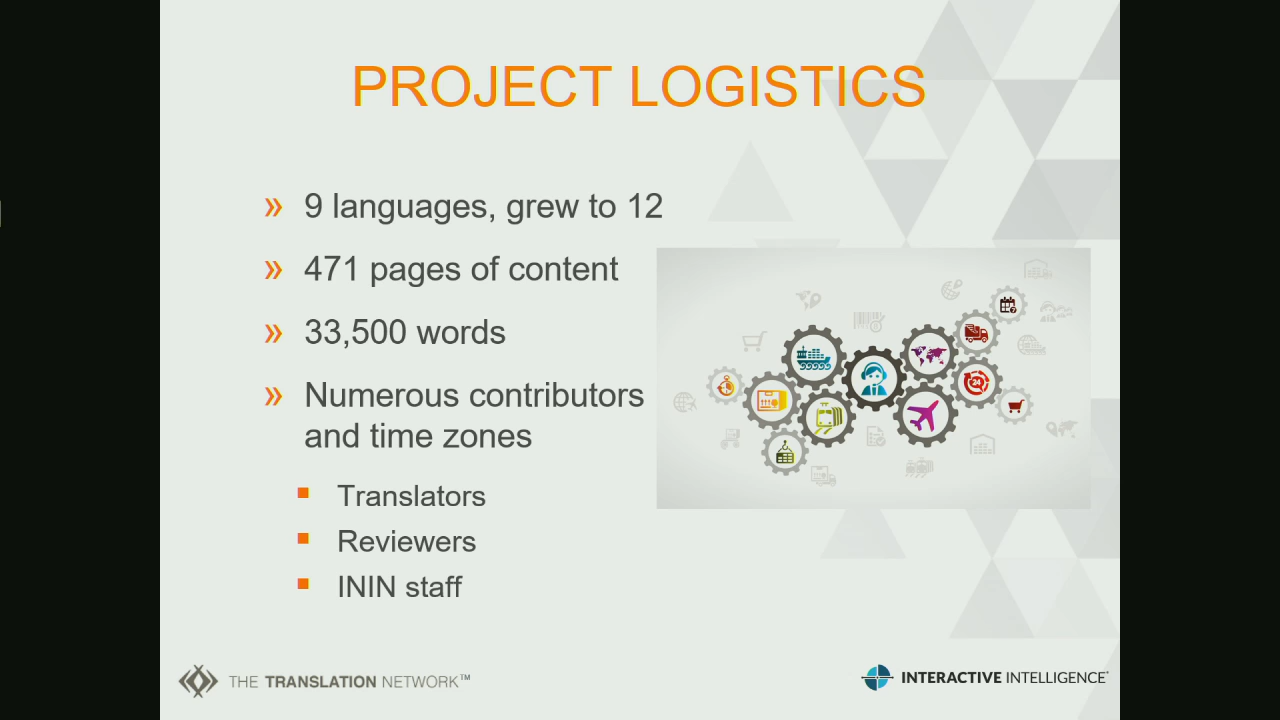 PROJECT LOGISTICS
» 9 languages, grew to 12
» 471 pages of content
» 33,500 words
» Numerous contributors
and time zones
▪ Translators
▪ Reviewers
▪ ININ staff
24
THE TRANSLATION NETWORK™
INTERACTIVE INTELLIGENCE®